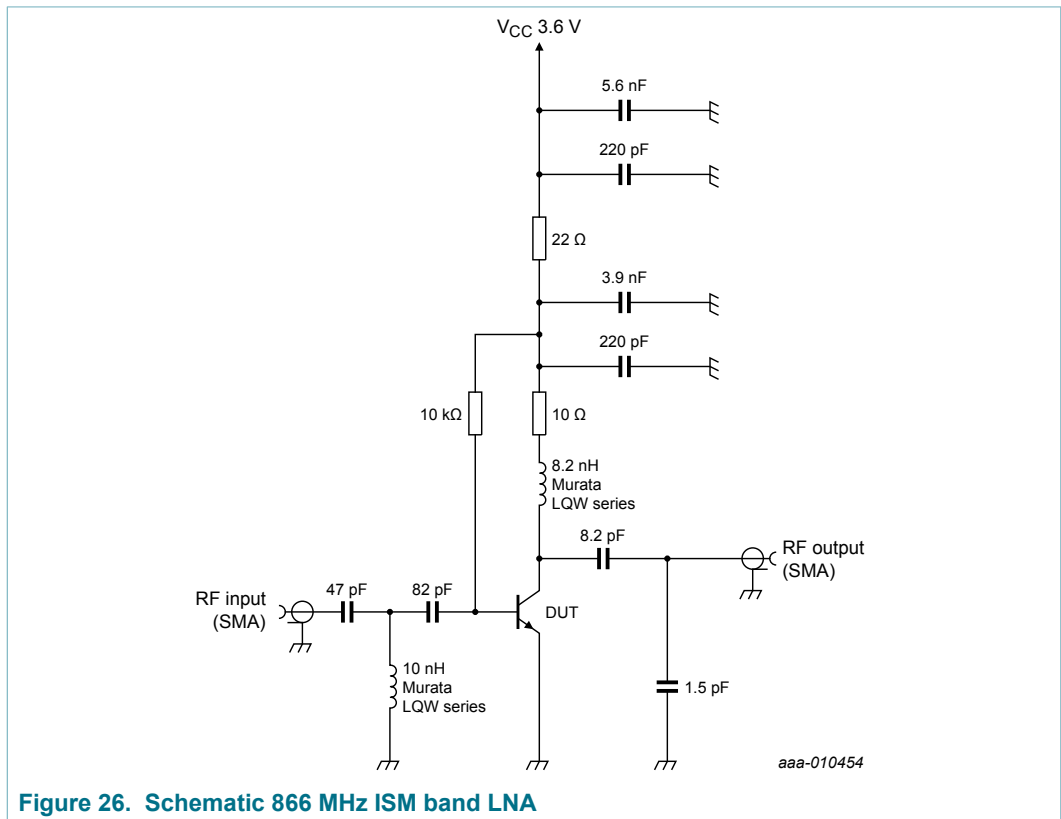 VCC 3.6 V
5.6 nF
220 pF
22 Ω
3.9 nF
220 pF
10 kΩ
10 Ω
8.2 nH
Murata
LQW series
8.2 pF
RF output
(SMA)
RF input
(SMA)
47 pF
82 pF
DUT
10 nH
Murata
LQW series
1.5 pF
aaa-010454
Figure 26. Schematic 866 MHz ISM band LNA